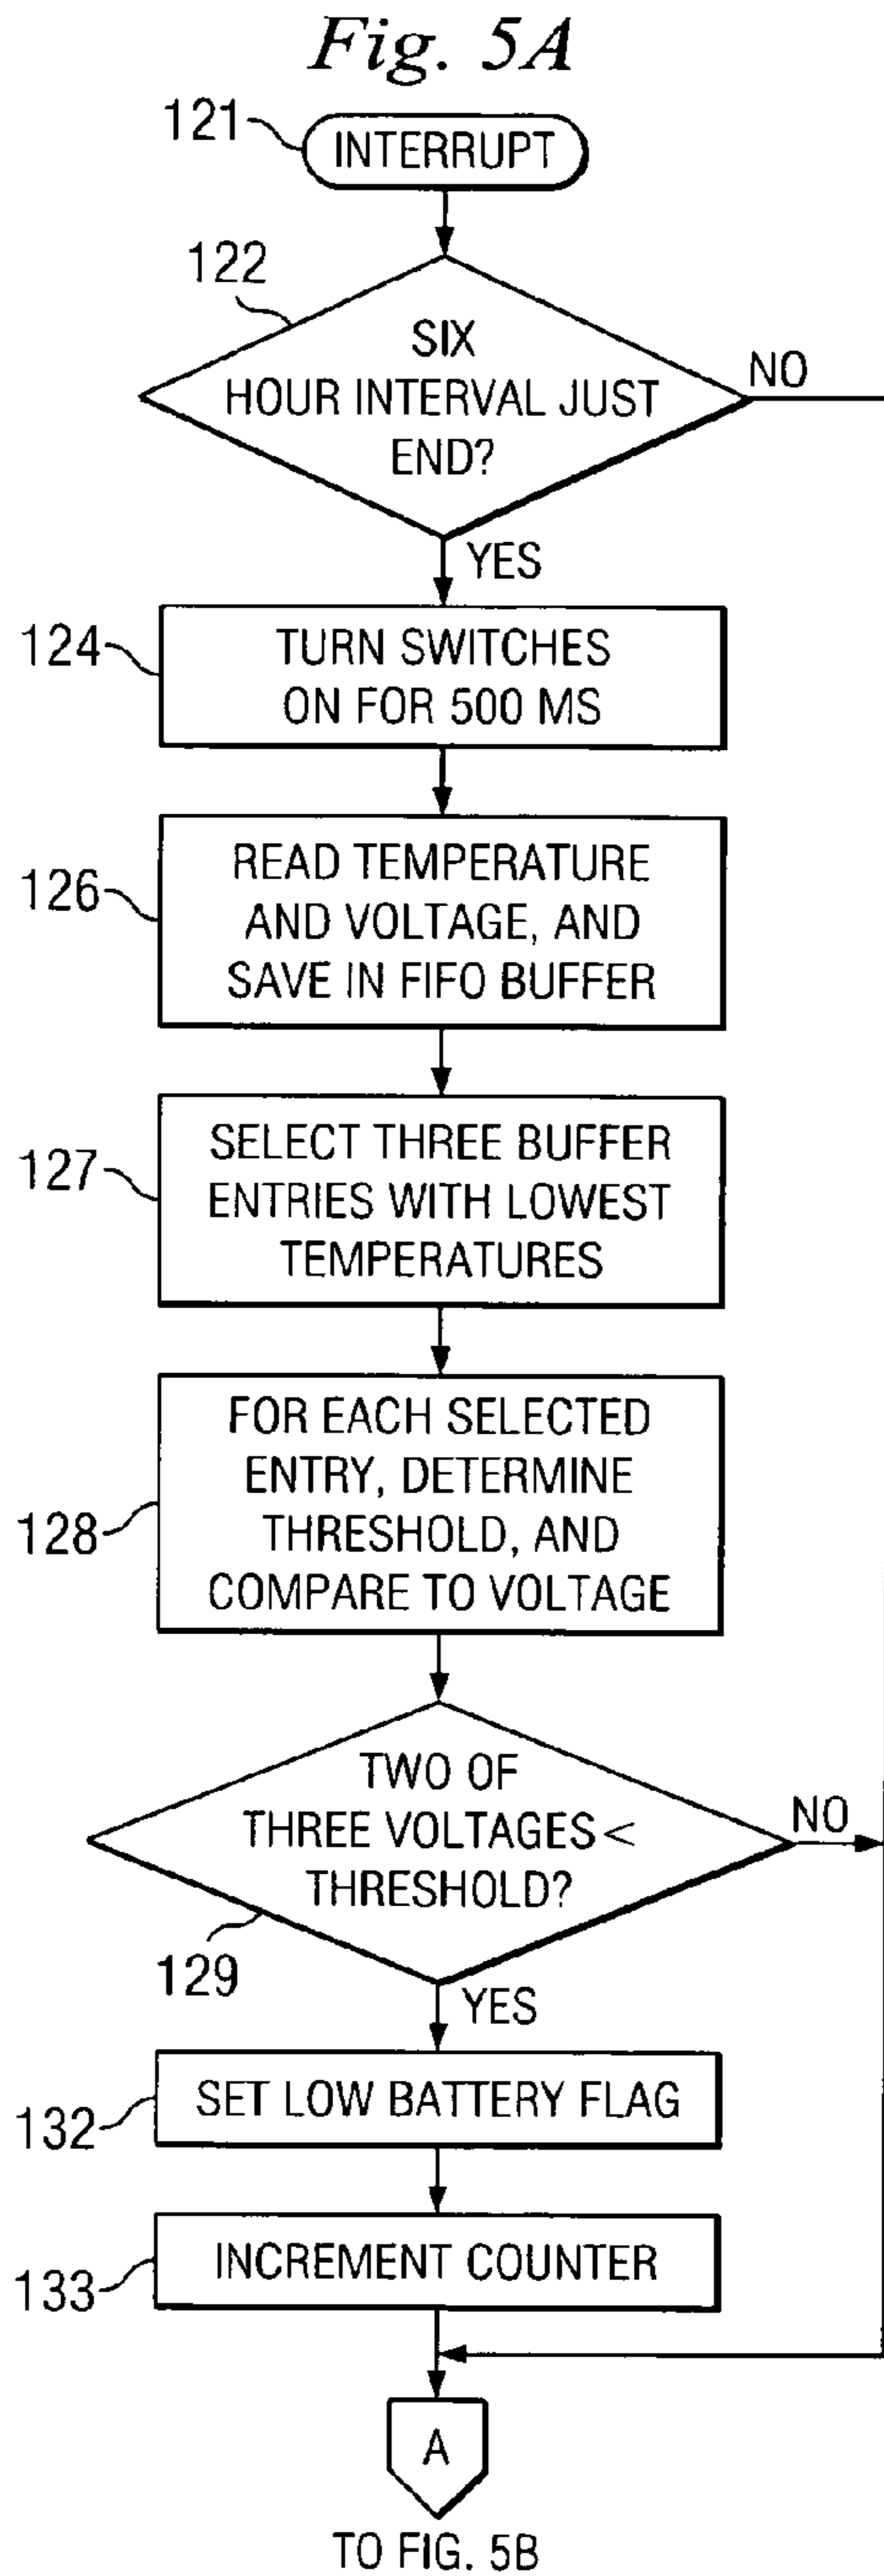 Fig. 5A
121
INTERRUPT
122
SIX
HOUR INTERVAL JUST
END?
NO
YES
124
TURN SWITCHES
ON FOR 500 MS
126
READ TEMPERATURE
AND VOLTAGE, AND
SAVE IN FIFO BUFFER
127
SELECT THREE BUFFER
ENTRIES WITH LOWEST
TEMPERATURES
128
FOR EACH SELECTED
ENTRY, DETERMINE
THRESHOLD, AND
COMPARE TO VOLTAGE
TWO OF
THREE VOLTAGES <
THRESHOLD?
NO
129
YES
132
SET LOW BATTERY FLAG
133
INCREMENT COUNTER
A
TO FIG. 5B